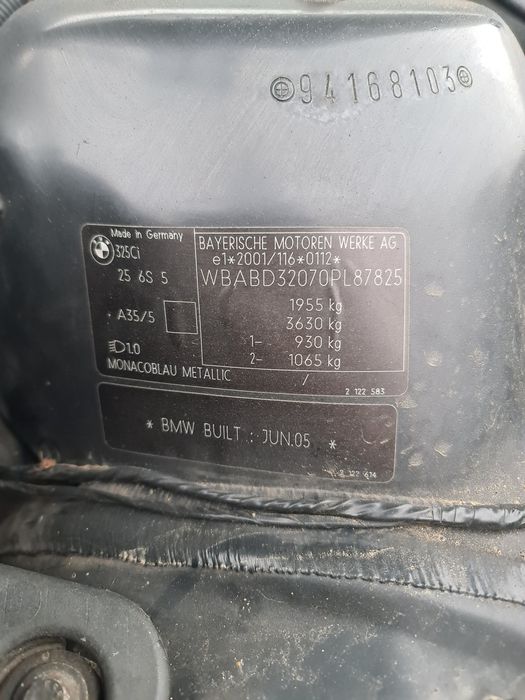 94168103
Made in Germany
325Ci
25 6S 5
• A35/5
1.0
MONACOBLAU METALLIC
BAYERISCHE MOTOREN WERKE AG
e1*2001/116*0112*
WBABD32070PL87825
1955 kg
3630 kg
1– 930 kg
2– 1065 kg
/
2 122 583
* BMW BUILT : JUN.05 *
2 122 614